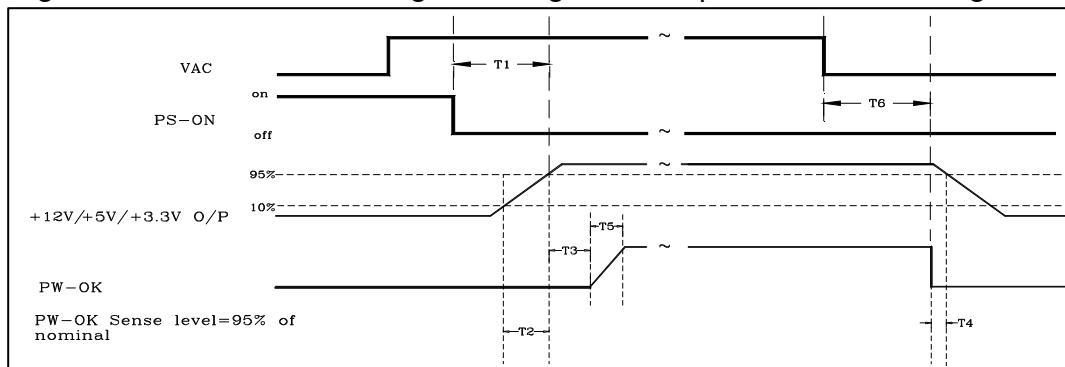 VAC
T1
~
T6
on
PS-ON
off
~
95%
10%
+12V/+5V/+3.3V O/P
~
T5
T3
~
PW-OK
PW-OK Sense level=95% of
nominal
T2
T4